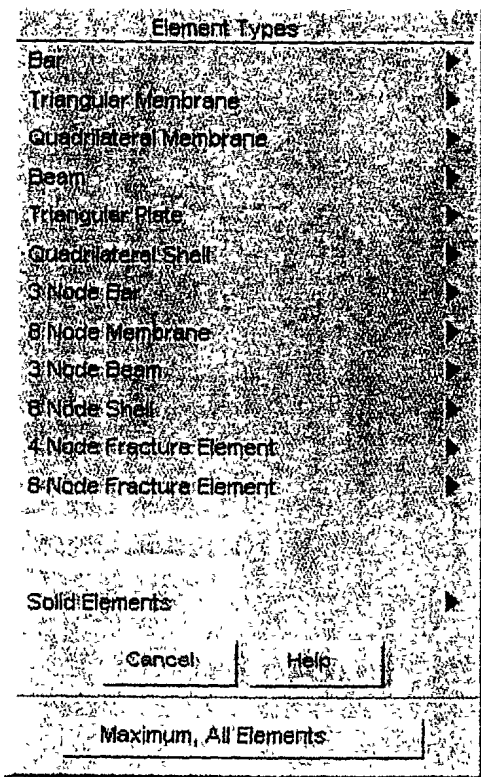 Element Types
Bar
Triangular Membrane
Quadrilateral Membrane
Beam
Triangular Plate
Quadrilateral Shell
3 Node Bar
8 Node Membrane
3 Node Beam
8 Node Shell
4 Node Fracture Element
8 Node Fracture Element
Solid Elements
Cancel Help
Maximum, All Elements